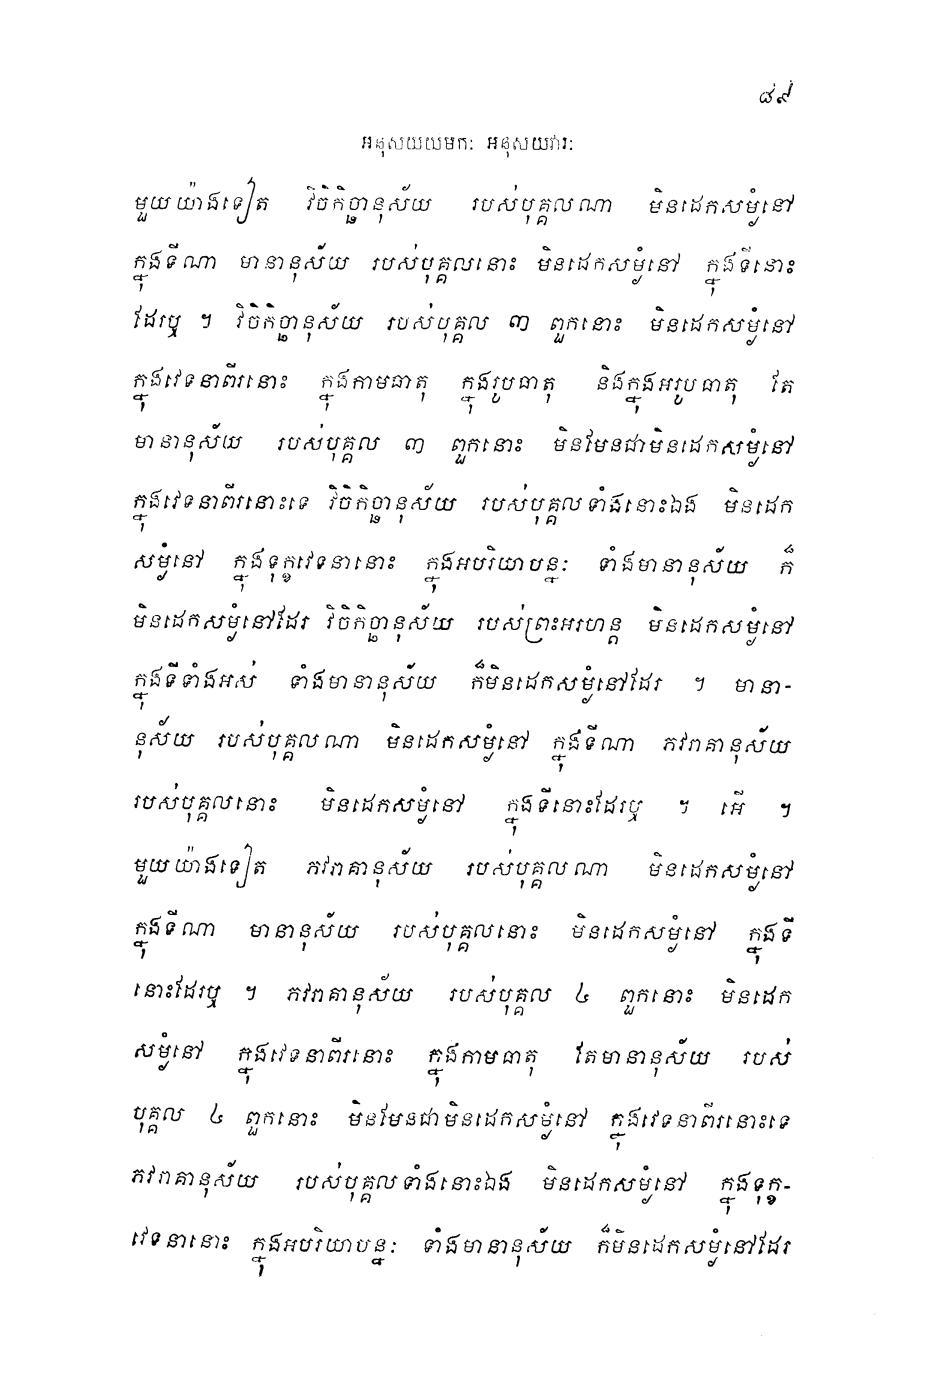 ៨៩
អនុសយយមកៈ អនុសយវារៈ
មួយយ៉ាងទៀត វិចិកិច្ឆានុស័យ របស់បុគ្គលណា មិនដេកសម្ងំនៅ
ក្នុងទីណា មានានុស័យ របស់បុគ្គលនោះ មិនដេកសម្ងំនៅ ក្នុងទីនោះ
ដែរឬ ។ វិចិកិច្ឆានុស័យ របស់បុគ្គល ៣ ពួកនោះ មិនដេកសម្ងំនៅ
ក្នុងវេទនាពីរនោះ ក្នុងកាមធាតុ ក្នុងរូបធាតុ និងក្នុងអរូបធាតុ តែ
មានានុស័យ របស់បុគ្គល ៣ ពួកនោះ មិនមែនជាមិនដេកសម្ងំនៅ
ក្នុងវេទនាពីរនោះទេ វិចិកិច្ឆានុស័យ របស់បុគ្គលទាំងនោះឯង មិនដេក
សម្ងំនៅ ក្នុងទុក្ខវេទនានោះ ក្នុងអបរិយាបន្នៈ ទាំងមានានុស័យ ក៏
មិនដេកសម្ងំនៅដែរ វិចិកិច្ឆានុស័យ របស់ព្រះអរហន្ត មិនដេកសម្ងំនៅ
ក្នុងទីទាំងអស់ ទាំងមានានុស័យ ក៏មិនដេកសម្ងំនៅដែរ ។ មានា-
នុស័យ របស់បុគ្គលណា មិនដេកសម្ងំនៅ ក្នុងទីណា ភវរាគានុស័យ
របស់បុគ្គលនោះ មិនដេកសម្ងំនៅ ក្នុងទីនោះដែរឬ ។ អើ ។
មួយយ៉ាងទៀត ភវរាគានុស័យ របស់បុគ្គលណា មិនដេកសម្ងំនៅ
ក្នុងទីណា មានានុស័យ របស់បុគ្គលនោះ មិនដេកសម្ងំនៅ ក្នុងទី
នោះដែរឬ ។ ភវរាគានុស័យ របស់បុគ្គល ៤ ពួកនោះ មិនដេក
សម្ងំនៅ ក្នុងវេទនាពីរនោះ ក្នុងកាមធាតុ តែមានានុស័យ របស់
បុគ្គល ៤ ពួកនោះ មិនមែនជាមិនដេកសម្ងំនៅ ក្នុងវេទនាពីរនោះទេ
ភវរាគានុស័យ របស់បុគ្គលទាំងនោះឯង មិនដេកសម្ងំនៅ ក្នុងទុក្ខ-
វេទនានោះ ក្នុងអបរិយាបន្នៈ ទាំងមានានុស័យ ក៏មិនដេកសម្ងំនៅដែរ